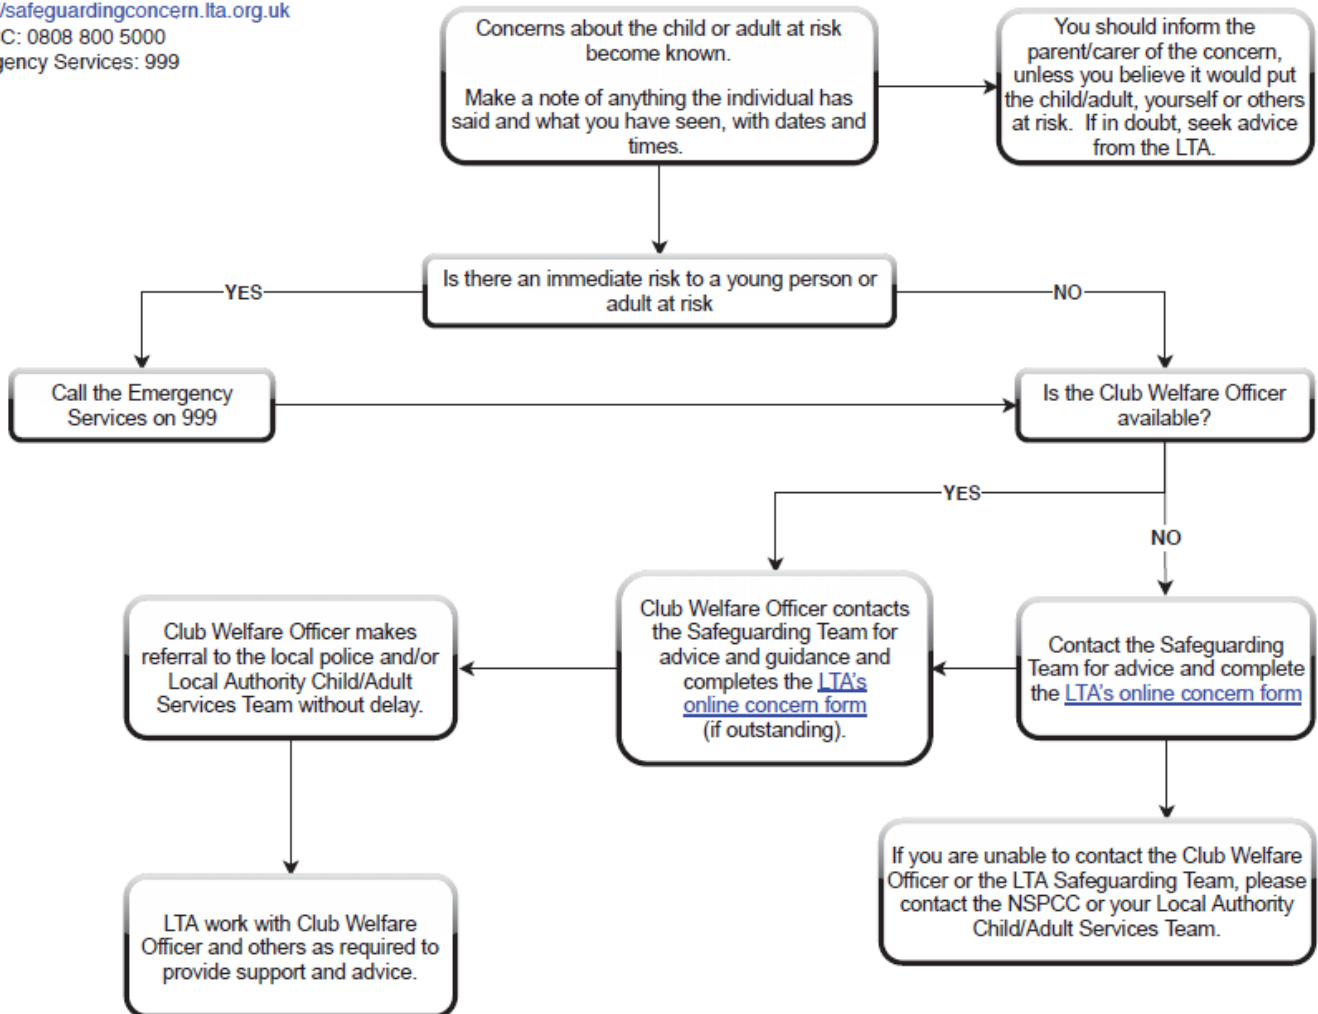 /safeguardingconcern.lta.org.uk
C: 0808 800 5000
gency Services: 999
Concerns about the child or adult at risk
become known.
Make a note of anything the individual has
said and what you have seen, with dates and
times.
You should inform the
parent/carer of the concern,
unless you believe it would put
the child/adult, yourself or others
at risk. If in doubt, seek advice
from the LTA.
Is there an immediate risk to a young person or
adult at risk
YES
NO
Call the Emergency
Services on 999
Is the Club Welfare Officer
available?
YES
NO
Club Welfare Officer makes
referral to the local police and/or
Local Authority Child/Adult
Services Team without delay.
Club Welfare Officer contacts
the Safeguarding Team for
advice and guidance and
completes the LTA's
online concern form
(if outstanding).
Contact the Safeguarding
Team for advice and complete
the LTA's online concern form
LTA work with Club Welfare
Officer and others as required to
provide support and advice.
If you are unable to contact the Club Welfare
Officer or the LTA Safeguarding Team, please
contact the NSPCC or your Local Authority
Child/Adult Services Team.